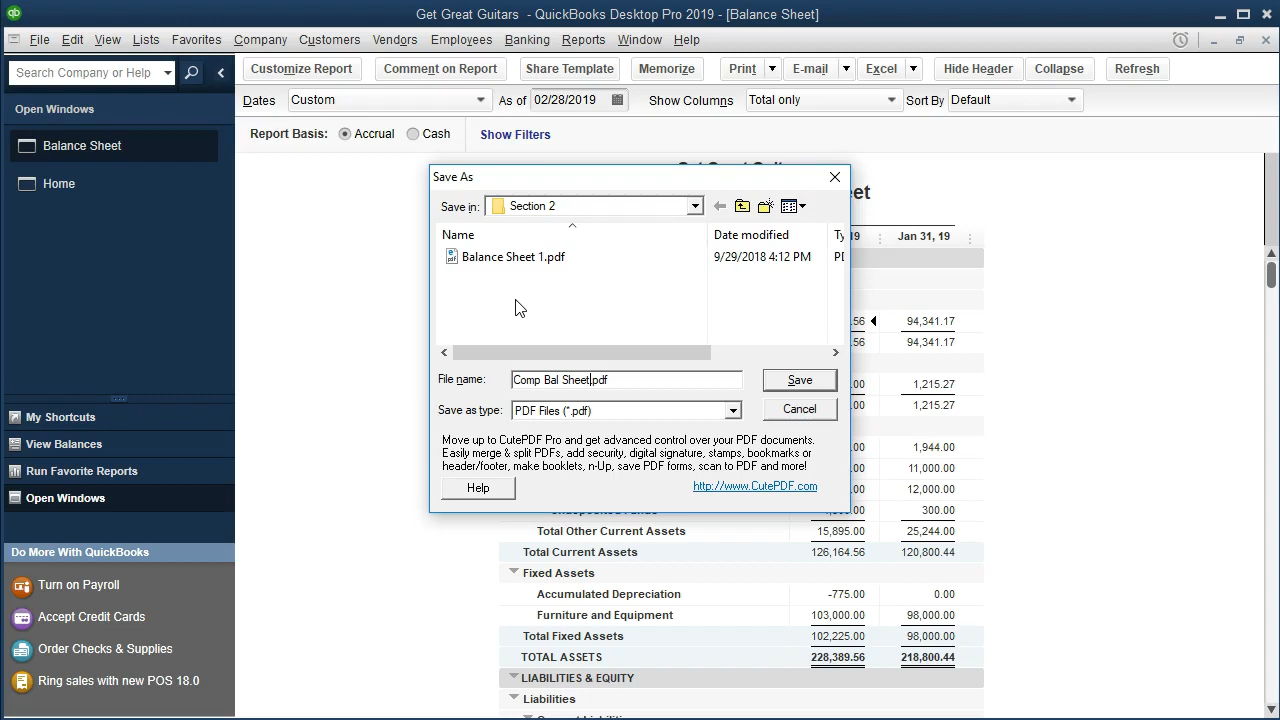 Get Great Guitars - QuickBooks Desktop Pro 2019 - [Balance Sheet]
File Edit View Lists Favorites Company Customers Vendors Employees Banking Reports Window Help
Search Company or Help
Customize Report Comment on Report Share Template Memorize Print E-mail Excel Hide Header Collapse Refresh
Open Windows
Dates Custom As of 02/28/2019 Show Columns Total only Sort By Default
Report Basis: Accrual Cash Show Filters
Balance Sheet
Home
Save As
Save in: Section 2
Name Date modified Ty
Balance Sheet 1.pdf 9/29/2018 4:12 PM PD
File name: Comp Bal Sheet.pdf Save
Save as type: PDF Files (*.pdf) Cancel
Move up to CutePDF Pro and get advanced control over your PDF documents.
Easily merge & split PDFs, add security, digital signature, stamps, bookmarks or
header/footer, make booklets, n-Up, save PDF forms, scan to PDF and more!
Help http://www.CutePDF.com
eet
19 Jan 31, 19
.56 94,341.17
.56 94,341.17
.00 1,215.27
.00 1,215.27
.00 1,944.00
.00 11,000.00
.00 12,000.00
.00 300.00
Total Other Current Assets 15,895.00 25,244.00
Total Current Assets 126,164.56 120,800.44
Fixed Assets
Accumulated Depreciation -775.00 0.00
Furniture and Equipment 103,000.00 98,000.00
Total Fixed Assets 102,225.00 98,000.00
TOTAL ASSETS 228,389.56 218,800.44
LIABILITIES & EQUITY
Liabilities
My Shortcuts
View Balances
Run Favorite Reports
Open Windows
Do More With QuickBooks
Turn on Payroll
Accept Credit Cards
Order Checks & Supplies
Ring sales with new POS 18.0